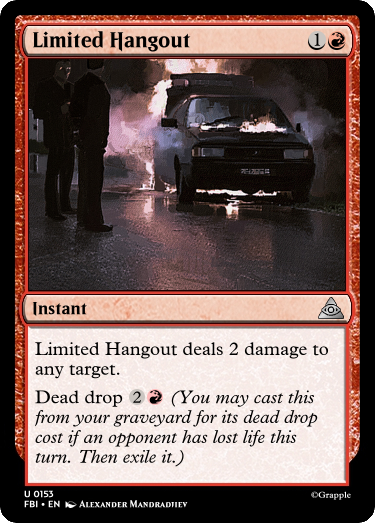 Limited Hangout 1
Instant
Limited Hangout deals 2 damage to
any target.
Dead drop 2 (You may cast this
from your graveyard for its dead drop
cost if an opponent has lost life this
turn. Then exile it.)
U 0153
FBI • EN Alexander Mandradjiev
©Grapple